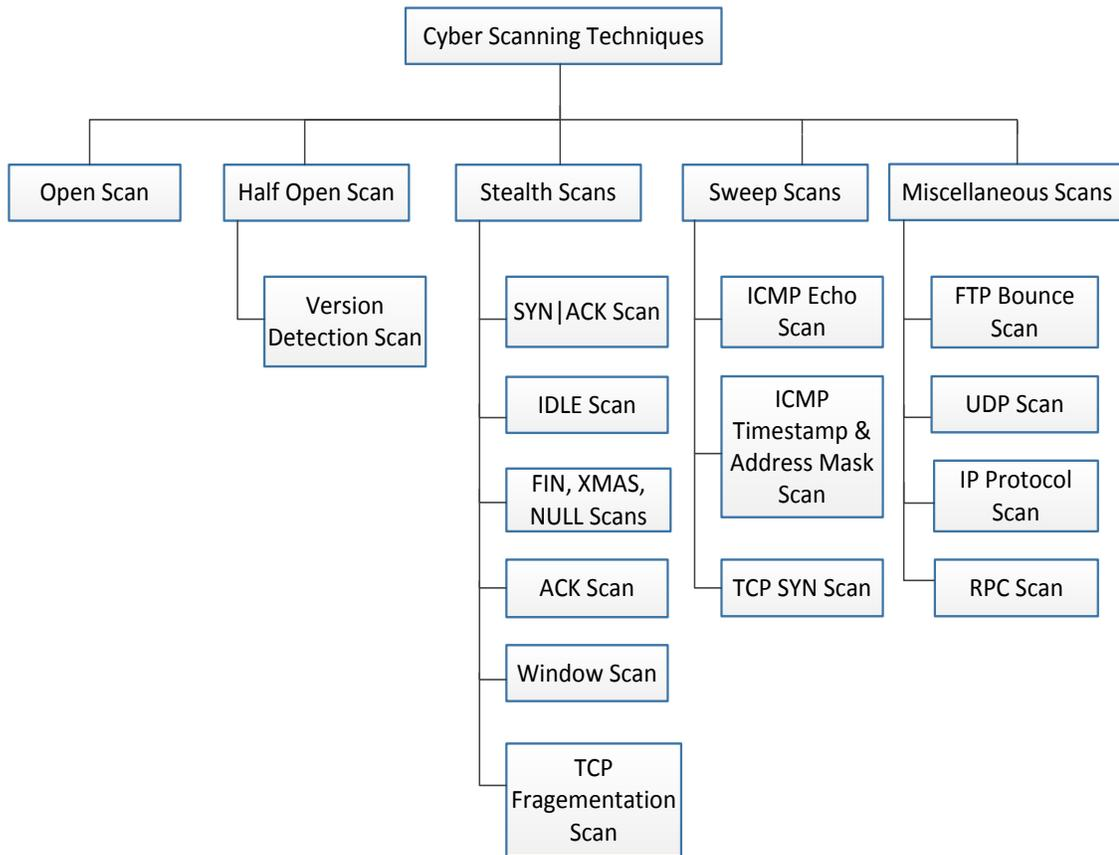 Cyber Scanning Techniques
Open Scan
Half Open Scan
Stealth Scans
Sweep Scans
Miscellaneous Scans
Version
Detection Scan
SYN|ACK Scan
IDLE Scan
FIN, XMAS,
NULL Scans
ACK Scan
Window Scan
TCP
Fragementation
Scan
ICMP Echo
Scan
ICMP
Timestamp &
Address Mask
Scan
TCP SYN Scan
FTP Bounce
Scan
UDP Scan
IP Protocol
Scan
RPC Scan